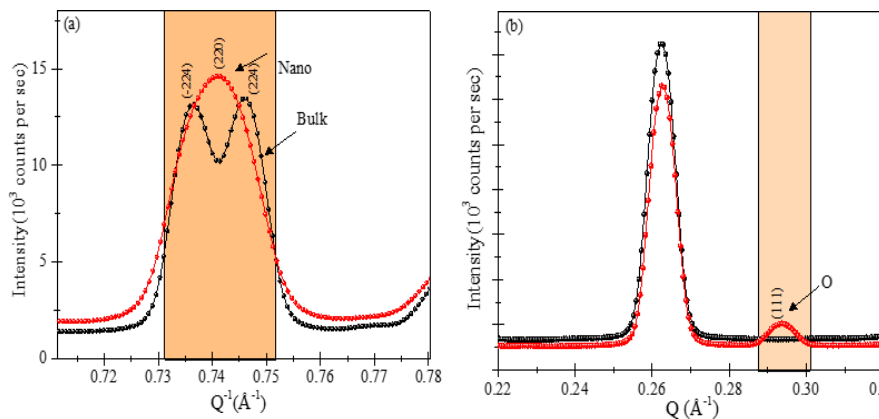 (a)
(-224)
(220)
(224)
Nano
Bulk
Intensity (10³ counts per sec)
15
10
5
0
0.72 0.73 0.74 0.75 0.76 0.77 0.78
Q⁻¹(Å⁻¹)
(b)
(111)
O
Intensity (10³ counts per sec)
0.22 0.24 0.26 0.28 0.30 0.32
Q (Å⁻¹)